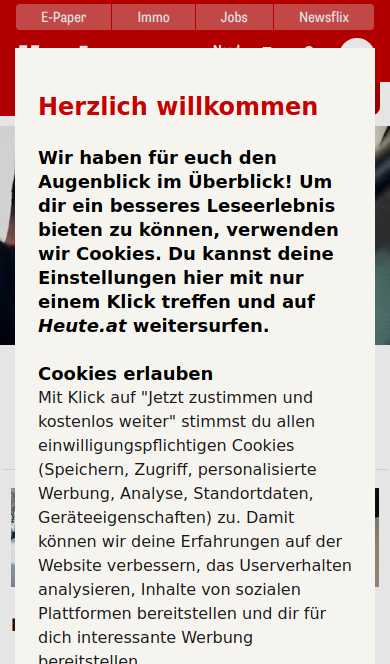 E-Paper
Immo
Jobs
Newsflix
Herzlich willkommen
Wir haben für euch den
Augenblick im Überblick! Um
dir ein besseres Leseerlebnis
bieten zu können, verwenden
wir Cookies. Du kannst deine
Einstellungen hier mit nur
einem Klick treffen und auf
Heute.at weitersurfen.
Cookies erlauben
Mit Klick auf "Jetzt zustimmen und
kostenlos weiter" stimmst du allen
einwilligungspflichtigen Cookies
(Speichern, Zugriff, personalisierte
Werbung, Analyse, Standortdaten,
Geräteeigenschaften) zu. Damit
können wir deine Erfahrungen auf der
Website verbessern, das Userverhalten
analysieren, Inhalte von sozialen
Plattformen bereitstellen und dir für
dich interessante Werbung
bereitstellen